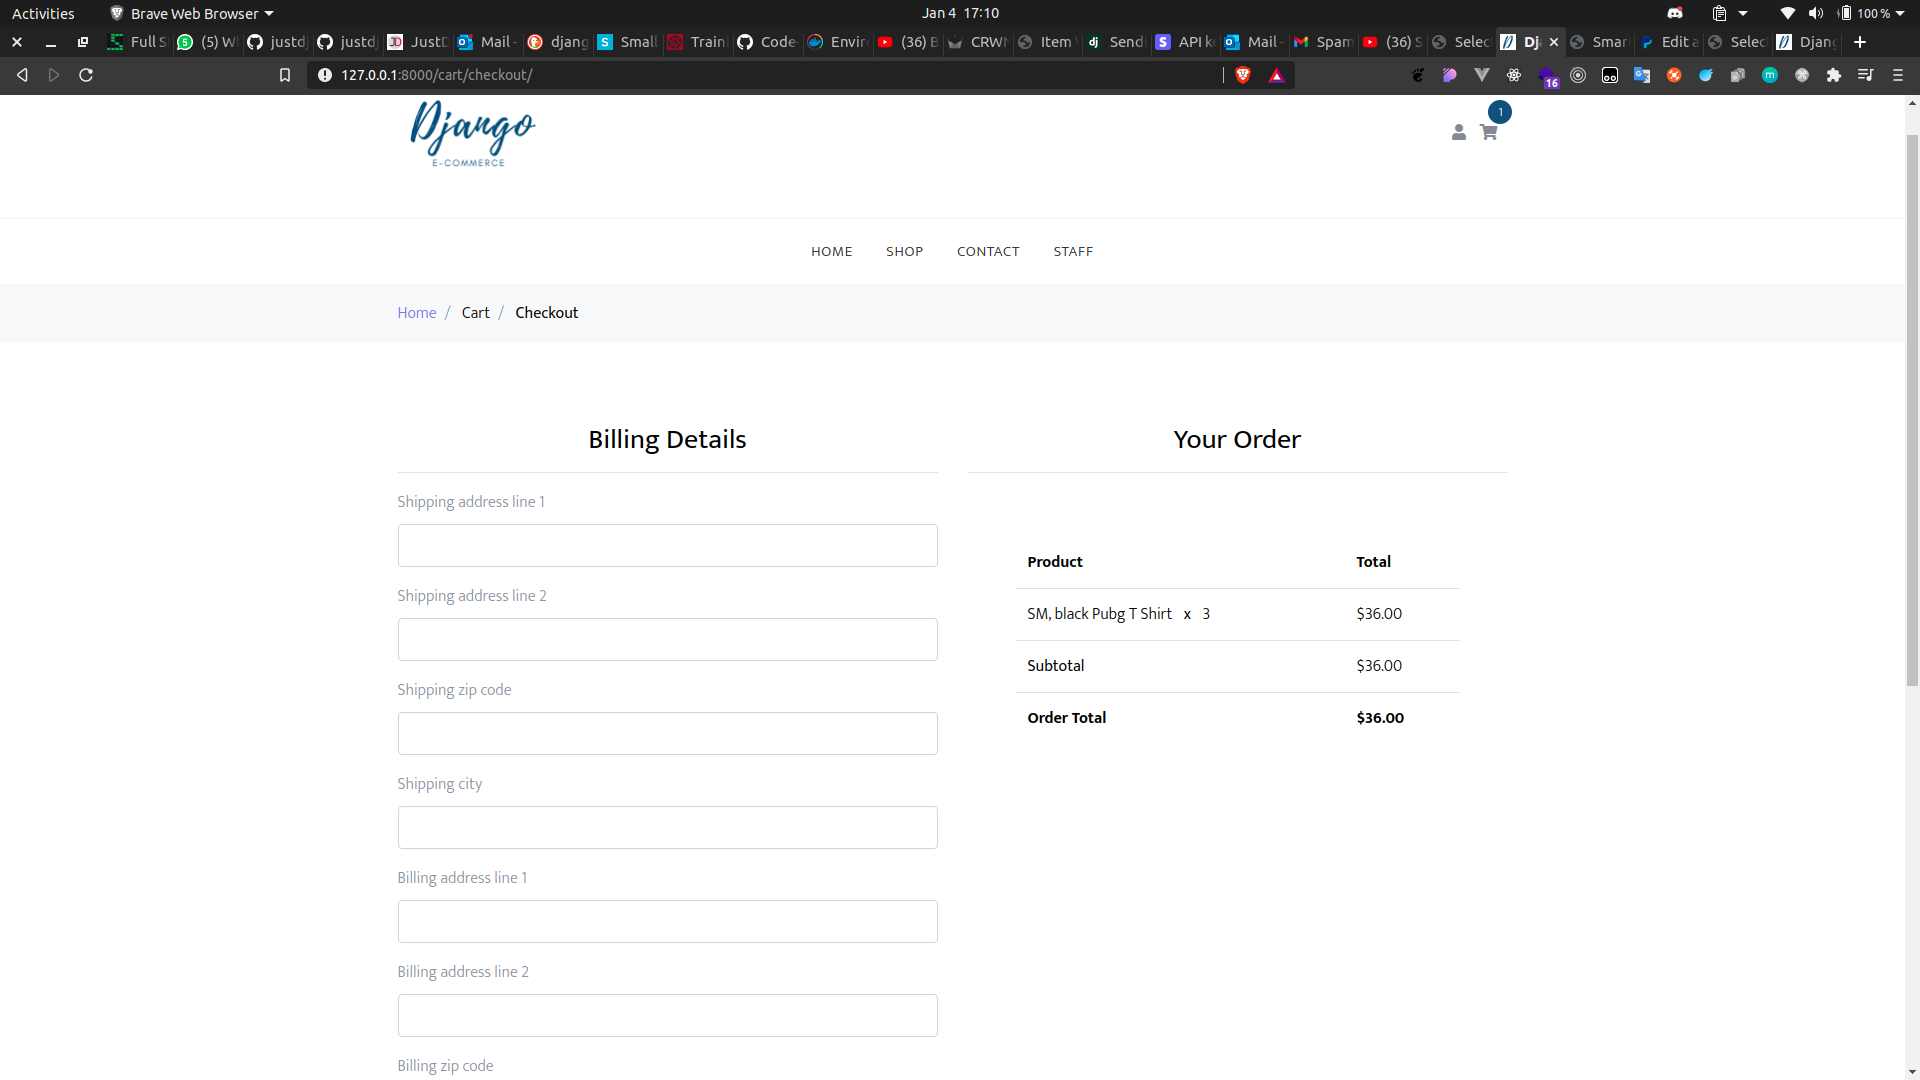 Activities Brave Web Browser Jan 4 17:10 100 %
Full S (5) W justd justd JustD Mail - djang Small Train Code- Envir (36) B CRWN Item Sendi API k Mail - Spam (36) S Selec Dj Smar Edit a Selec Djang
127.0.0.1:8000/cart/checkout/ 16
Django
E-COMMERCE
1
HOME SHOP CONTACT STAFF
Home / Cart / Checkout
Billing Details
Your Order
Shipping address line 1
Shipping address line 2
Shipping zip code
Shipping city
Billing address line 1
Billing address line 2
Billing zip code
Product Total
SM, black Pubg T Shirt x 3 $36.00
Subtotal $36.00
Order Total $36.00